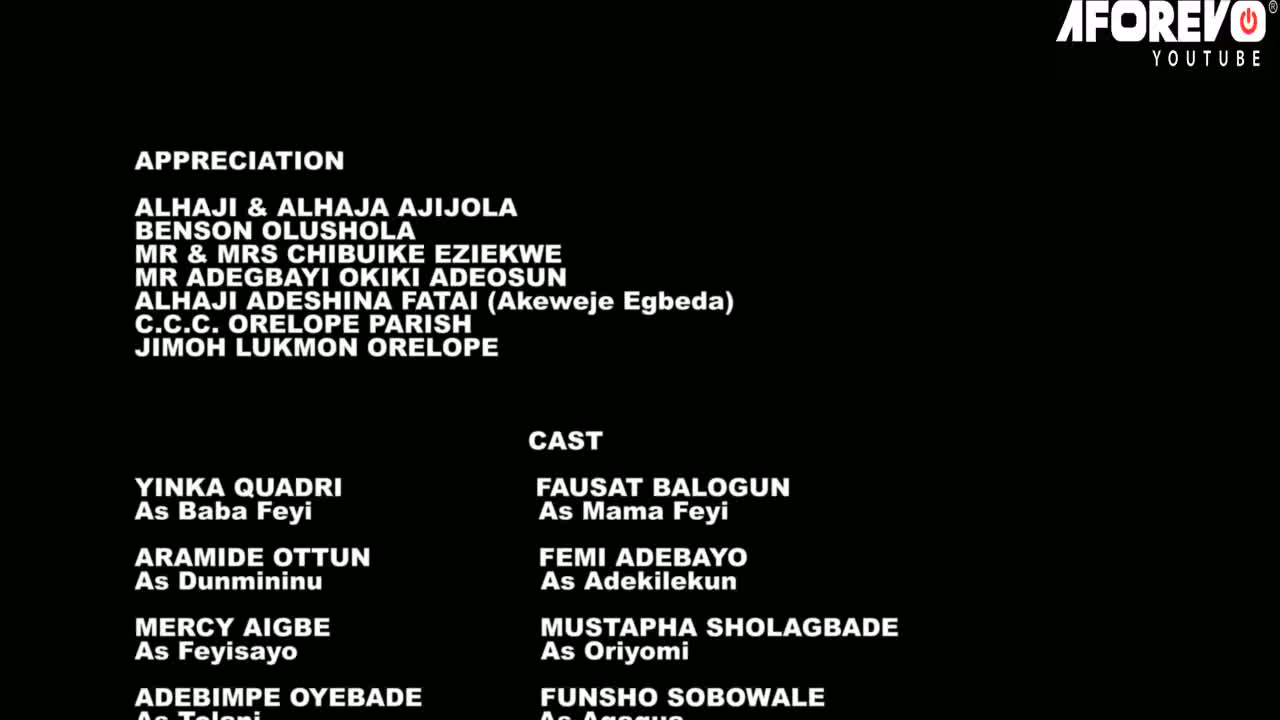 AFOREVO®
YOUTUBE
APPRECIATION
ALHAJI & ALHAJA AJIJOLA
BENSON OLUSHOLA
MR & MRS CHIBUIKE EZIEKWE
MR ADEGBAYI OKIKI ADEOSUN
ALHAJI ADESHINA FATAI (Akeweje Egbeda)
C.C.C. ORELOPE PARISH
JIMOH LUKMON ORELOPE
CAST
YINKA QUADRI FAUSAT BALOGUN
As Baba Feyi As Mama Feyi
ARAMIDE OTTUN FEMI ADEBAYO
As Dunmininu As Adekilekun
MERCY AIGBE MUSTAPHA SHOLAGBADE
As Feyisayo As Oriyomi
ADEBIMPE OYEBADE FUNSHO SOBOWALE
As As